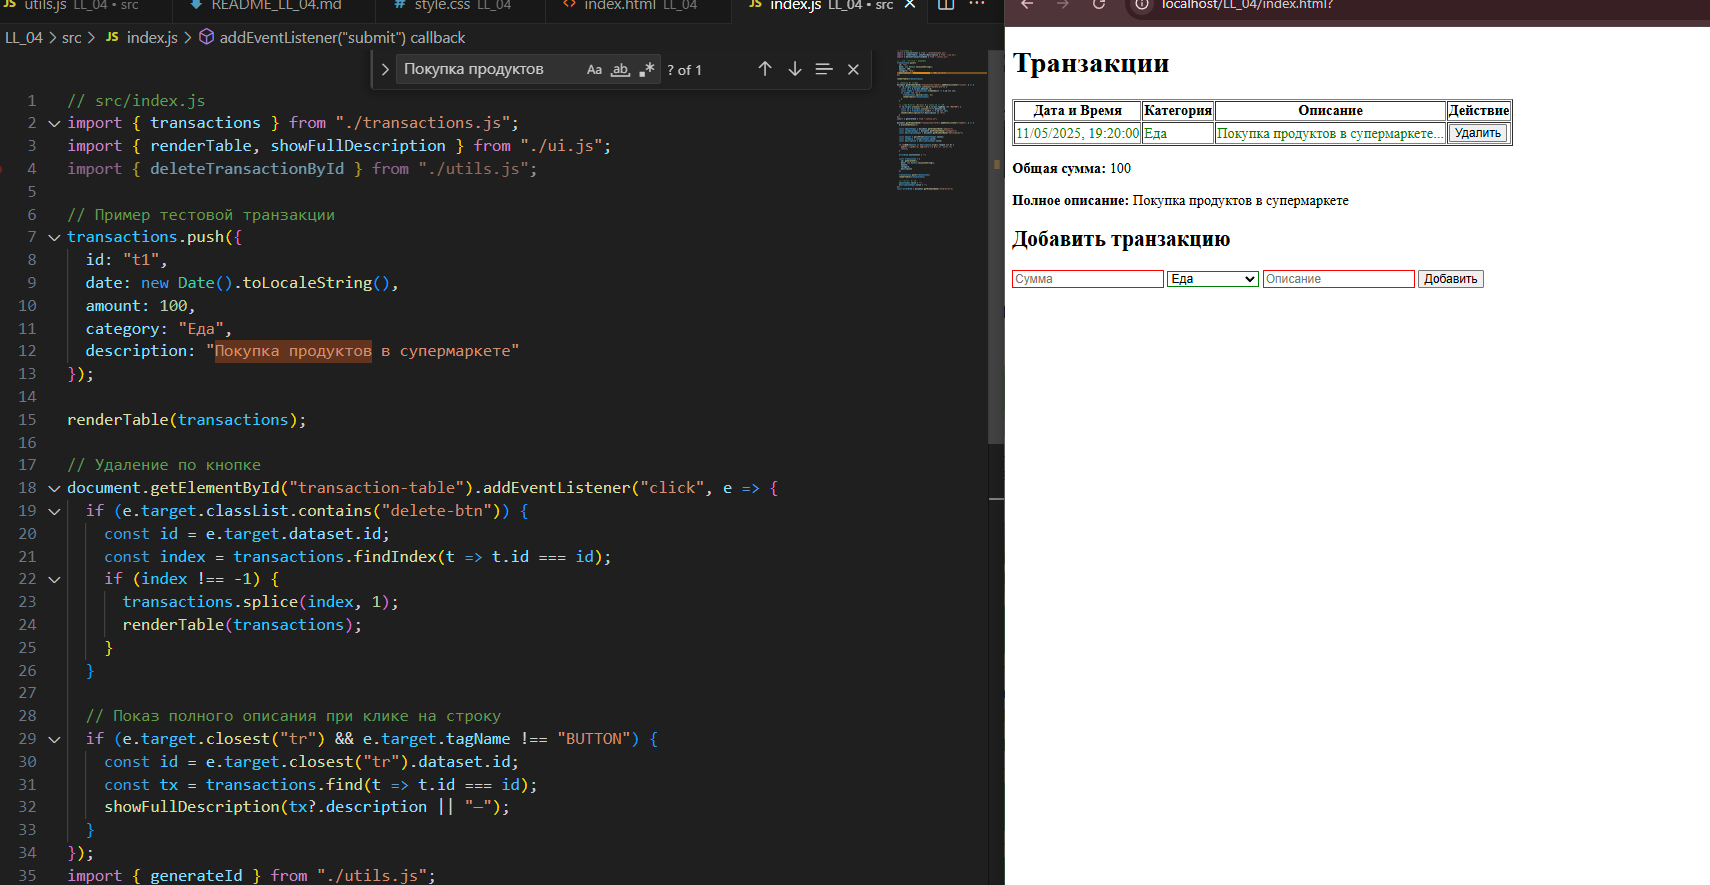 utils.js LL_04 • src
README_LL_04.md
style.css LL_04
index.html LL_04
index.js LL_04 • src
LL_04 > src > JS index.js > addEventListener("submit") callback
Покупка продуктов
Aa ab
? of 1
1 // src/index.js
2 import { transactions } from "./transactions.js";
3 import { renderTable, showFullDescription } from "./ui.js";
4 import { deleteTransactionById } from "./utils.js";
5
6 // Пример тестовой транзакции
7 transactions.push({
8 id: "t1",
9 date: new Date().toLocaleString(),
10 amount: 100,
11 category: "Еда",
12 description: "Покупка продуктов в супермаркете"
13 });
14
15 renderTable(transactions);
16
17 // Удаление по кнопке
18 document.getElementById("transaction-table").addEventListener("click", e => {
19 if (e.target.classList.contains("delete-btn")) {
20 const id = e.target.dataset.id;
21 const index = transactions.findIndex(t => t.id === id);
22 if (index !== -1) {
23 transactions.splice(index, 1);
24 renderTable(transactions);
25 }
26 }
27
28 // Показ полного описания при клике на строку
29 if (e.target.closest("tr") && e.target.tagName !== "BUTTON") {
30 const id = e.target.closest("tr").dataset.id;
31 const tx = transactions.find(t => t.id === id);
32 showFullDescription(tx?.description || "—");
33 }
34 });
35 import { generateId } from "./utils.js";
localhost/LL_04/index.html?
Транзакции
Дата и Время Категория Описание Действие
11/05/2025, 19:20:00 Еда Покупка продуктов в супермаркете... Удалить
Общая сумма: 100
Полное описание: Покупка продуктов в супермаркете
Добавить транзакцию
Сумма Еда Описание Добавить